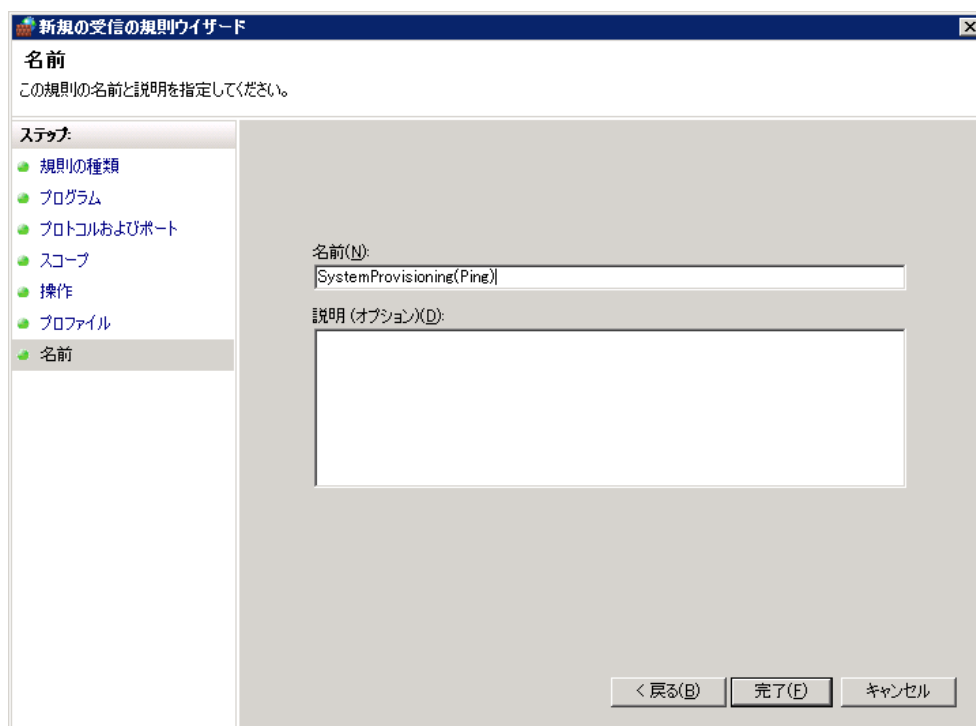 新規の受信の規則ウィザード
名前
この規則の名前と説明を指定してください。
ステップ:
規則の種類
プログラム
プロトコルおよびポート
スコープ
操作
プロファイル
名前
名前(N):
SystemProvisioning(Ping)
説明 (オプション)(D):
< 戻る(B)
完了(F)
キャンセル